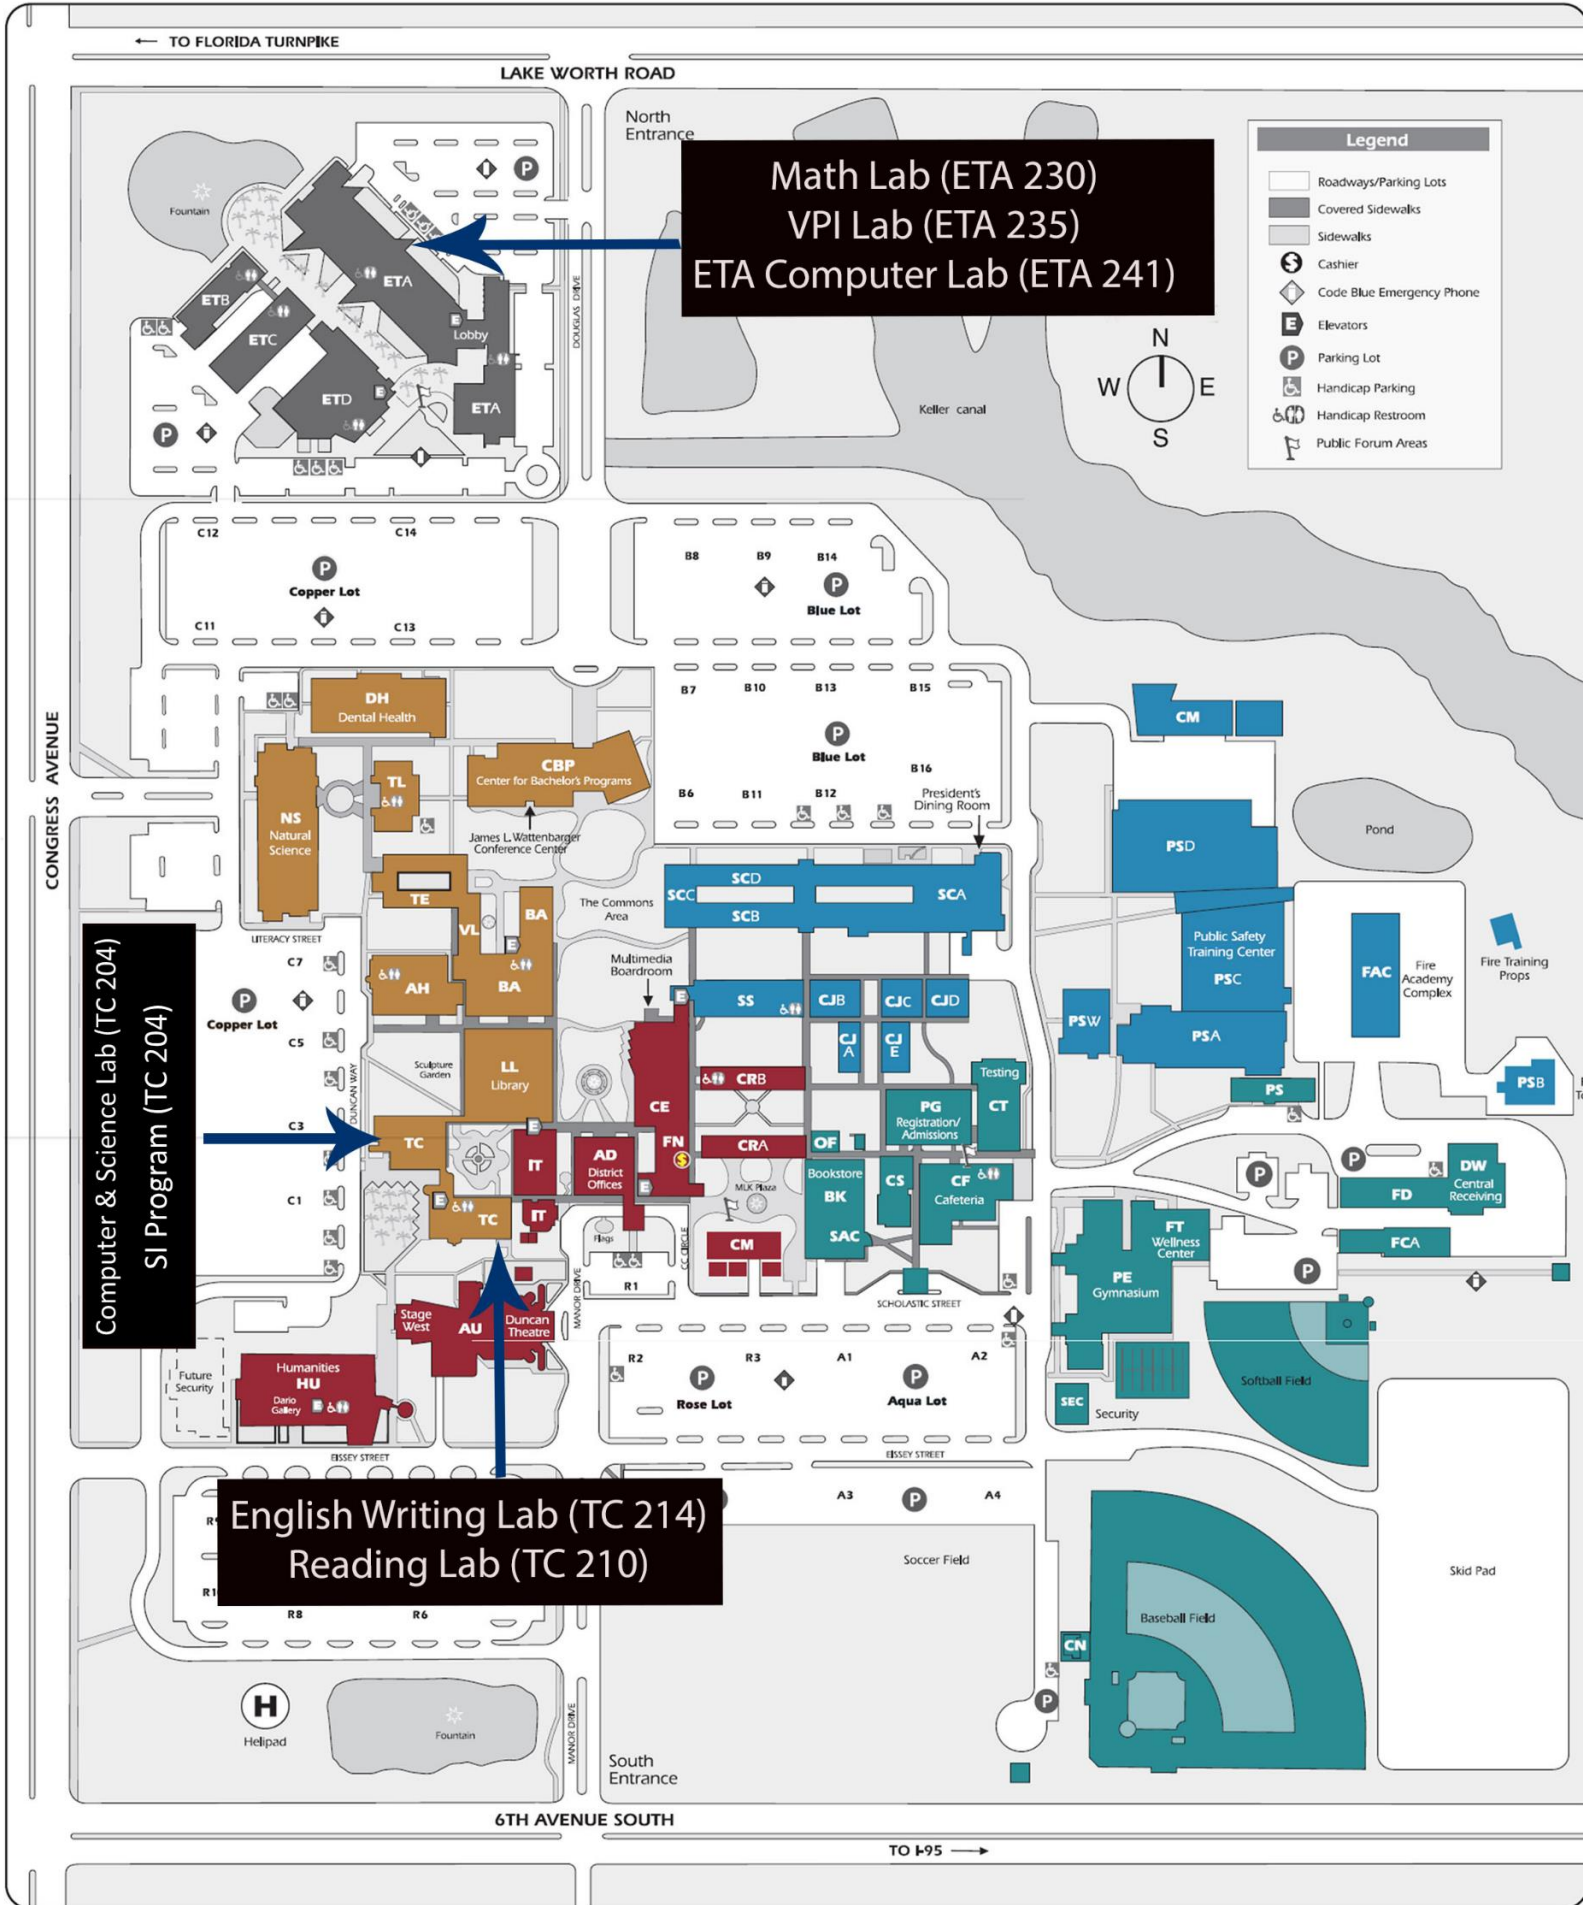 ← TO FLORIDA TURNPIKE
LAKE WORTH ROAD
North
Entrance
Math Lab (ETA 230)
VPI Lab (ETA 235)
ETA Computer Lab (ETA 241)
Legend
Roadways/Parking Lots
Covered Sidewalks
Sidewalks
Cashier
Code Blue Emergency Phone
E Elevators
P Parking Lot
Handicap Parking
Handicap Restroom
Public Forum Areas
N
W E
S
Fountain
P
ETB
ETA
ETC
E
Lobby
ETD
E
ETA
P
DOUGLAS DRIVE
Keller canal
C12
C14
P
Copper Lot
C11
C13
B8
B9
B14
P
Blue Lot
B7
B10
B13
B15
P
Blue Lot
B16
B6
B11
B12
President's
Dining Room
CONGRESS AVENUE
DH
Dental Health
CBP
Center for Bachelor's Programs
TL
NS
Natural
Science
James L. Wattenbarger
Conference Center
TE
VL
BA
E
BA
AH
LITERACY STREET
The Commons
Area
Multimedia
Boardroom
SCD
SCC
SCB
SCA
CM
PSD
Pond
Public Safety
Training Center
PSC
PSW
PSA
FAC
Fire
Academy
Complex
Fire Training
Props
PSB
PS
C7
P
Copper Lot
C5
C3
C1
DUNCAN WAY
Computer & Science Lab (TC 204)
SI Program (TC 204)
Sculpture
Garden
LL
Library
E
SS
CJB
CJC
CJD
CJ
A
CJ
E
CE
CRB
CRA
FN
E
Testing
CT
PG
Registration/
Admissions
OF
Bookstore
BK
SAC
CS
CF
Cafeteria
TC
E
IT
AD
District
Offices
E
TC
IT
MLK Plaza
CM
Flags
R1
CC CIRCLE
MANOR DRIVE
SCHOLASTIC STREET
P
P
DW
Central
Receiving
FD
FCA
FT
Wellness
Center
PE
Gymnasium
P
Stage
West
AU
Duncan
Theatre
Future
Security
Humanities
HU
Dario
Gallery
E
EISSEY STREET
R2
R3
A1
A2
P
Rose Lot
P
Aqua Lot
EISSEY STREET
SEC
Security
Softball Field
English Writing Lab (TC 214)
Reading Lab (TC 210)
A3
P
A4
R8
R6
Soccer Field
Skid Pad
Baseball Field
CN
P
H
Helipad
Fountain
MANOR DRIVE
South
Entrance
6TH AVENUE SOUTH
TO I-95 →